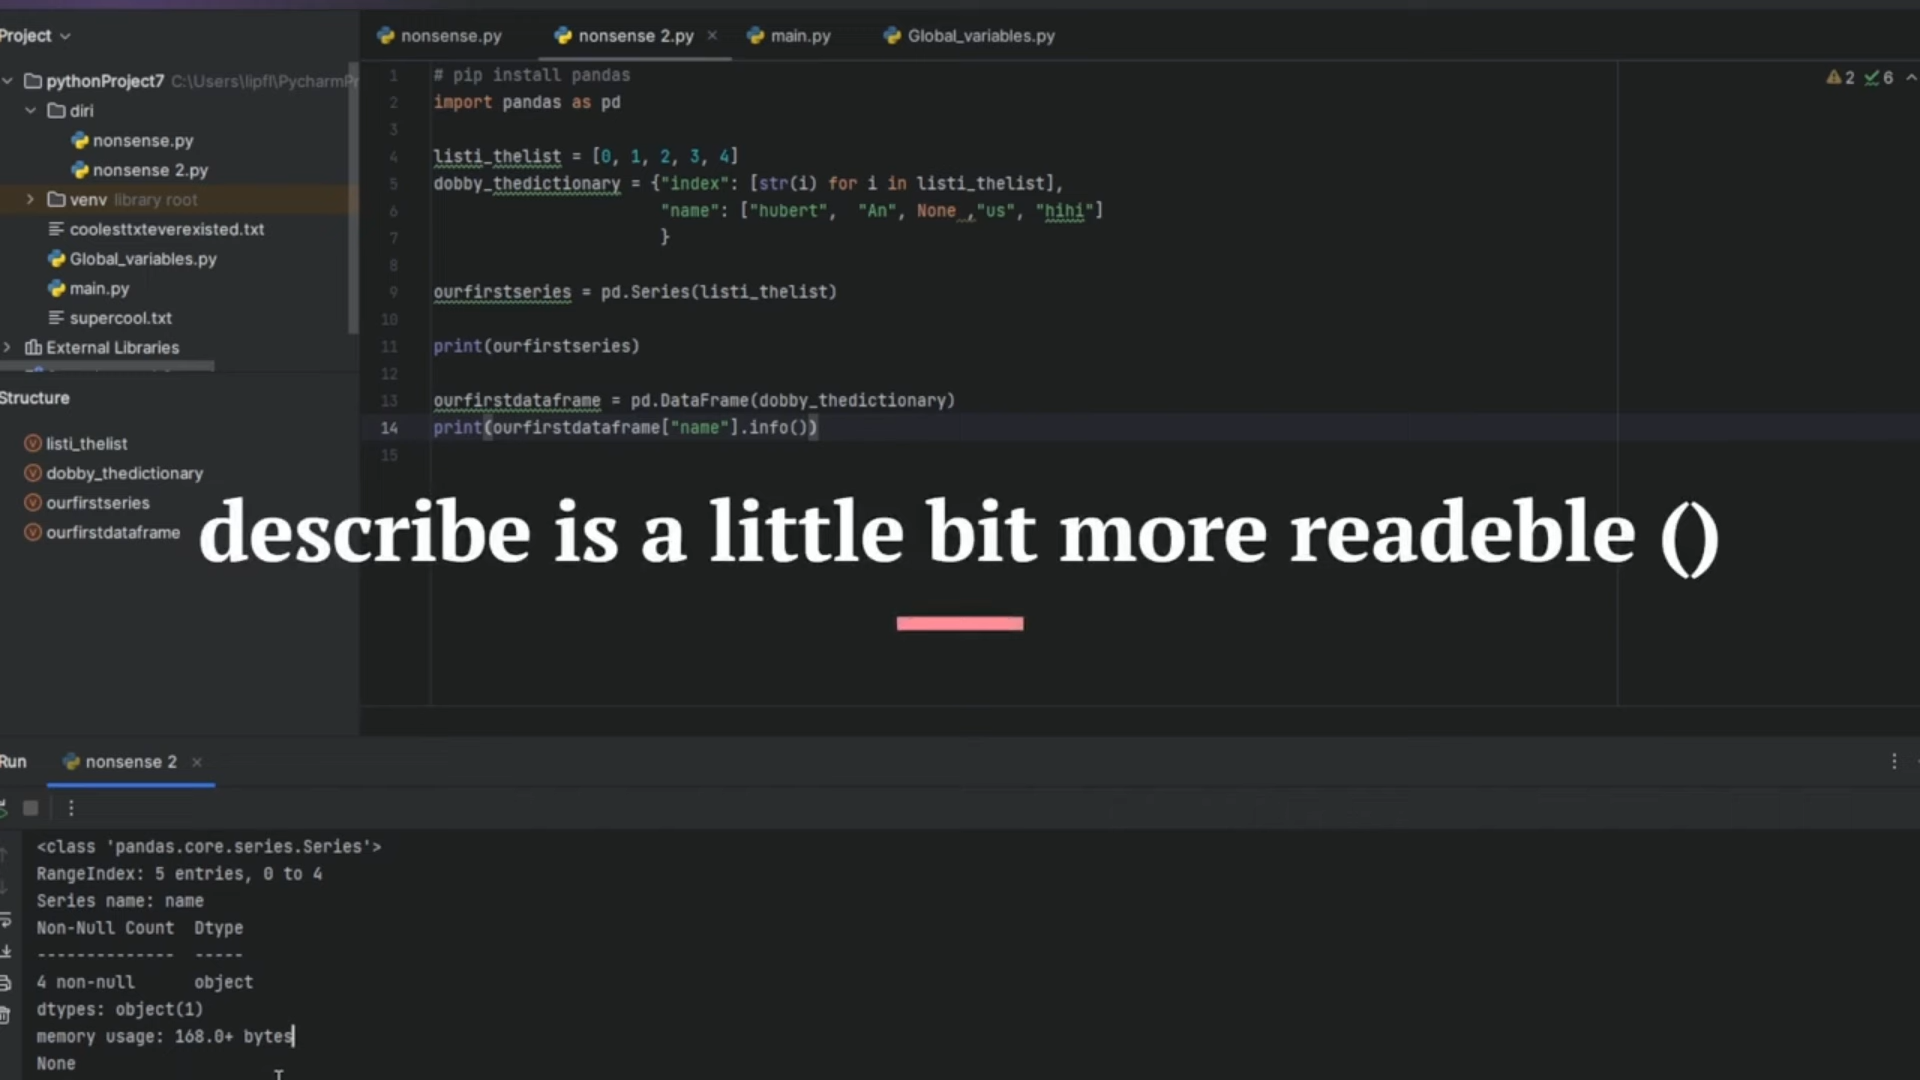 Project
nonsense.py
nonsense 2.py
main.py
Global_variables.py
pythonProject7 C:\Users\lipfl\PycharmPr
diri
nonsense.py
nonsense 2.py
venv library root
coolesttxteverexisted.txt
Global_variables.py
main.py
supercool.txt
External Libraries
Structure
listi_thelist
dobby_thedictionary
ourfirstseries
ourfirstdataframe
2 6
1 # pip install pandas
2 import pandas as pd
3
4 listi_thelist = [0, 1, 2, 3, 4]
5 dobby_thedictionary = {"index": [str(i) for i in listi_thelist],
6 "name": ["hubert", "An", None ,"us", "hihi"]
7 }
8
9 ourfirstseries = pd.Series(listi_thelist)
10
11 print(ourfirstseries)
12
13 ourfirstdataframe = pd.DataFrame(dobby_thedictionary)
14 print(ourfirstdataframe["name"].info())
15
describe is a little bit more readeble ()
Run
nonsense 2
<class 'pandas.core.series.Series'>
RangeIndex: 5 entries, 0 to 4
Series name: name
Non-Null Count Dtype
-------------- -----
4 non-null object
dtypes: object(1)
memory usage: 168.0+ bytes
None